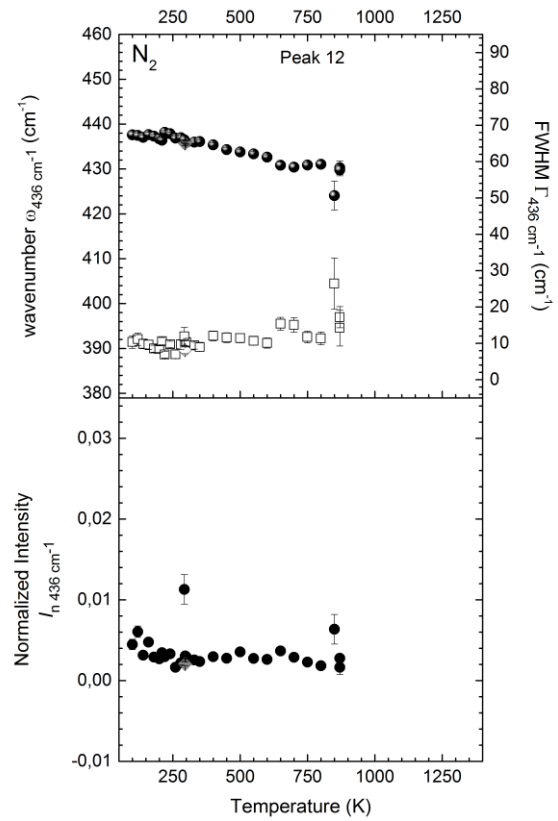 250 500 750 1000 1250
460
450
440
430
420
410
400
390
380
wavenumber ω436 cm-1 (cm-1)
N2
Peak 12
90
80
70
60
50
40
30
20
10
0
FWHM Γ436 cm-1 (cm-1)
0,03
0,02
0,01
0,00
-0,01
Normalized Intensity
In 436 cm-1
250 500 750 1000 1250
Temperature (K)